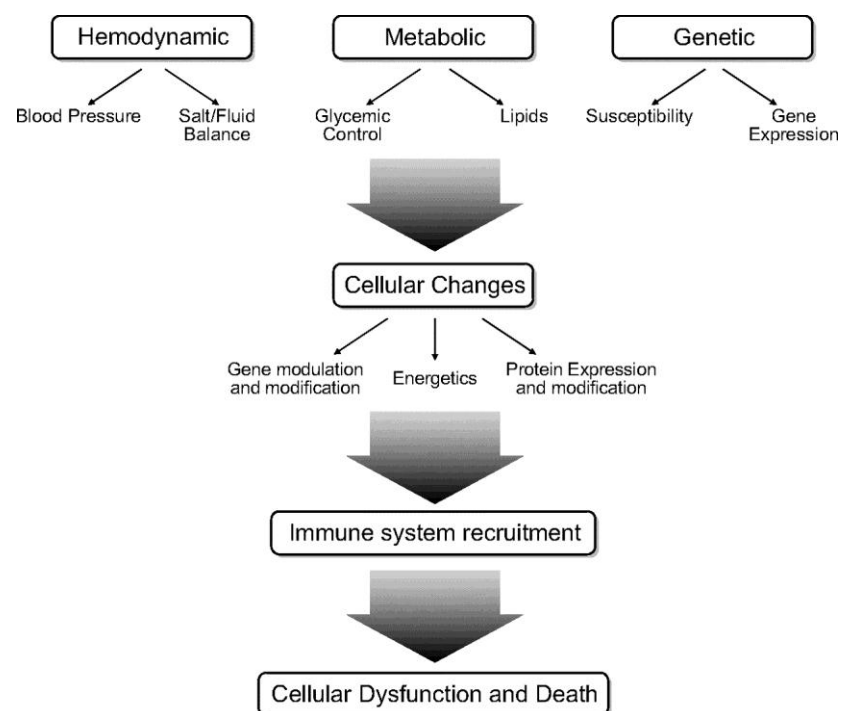 Hemodynamic
Metabolic
Genetic
Blood Pressure
Salt/Fluid
Balance
Glycemic
Control
Lipids
Susceptibility
Gene
Expression
Cellular Changes
Gene modulation
and modification
Energetics
Protein Expression
and modification
Immune system recruitment
Cellular Dysfunction and Death